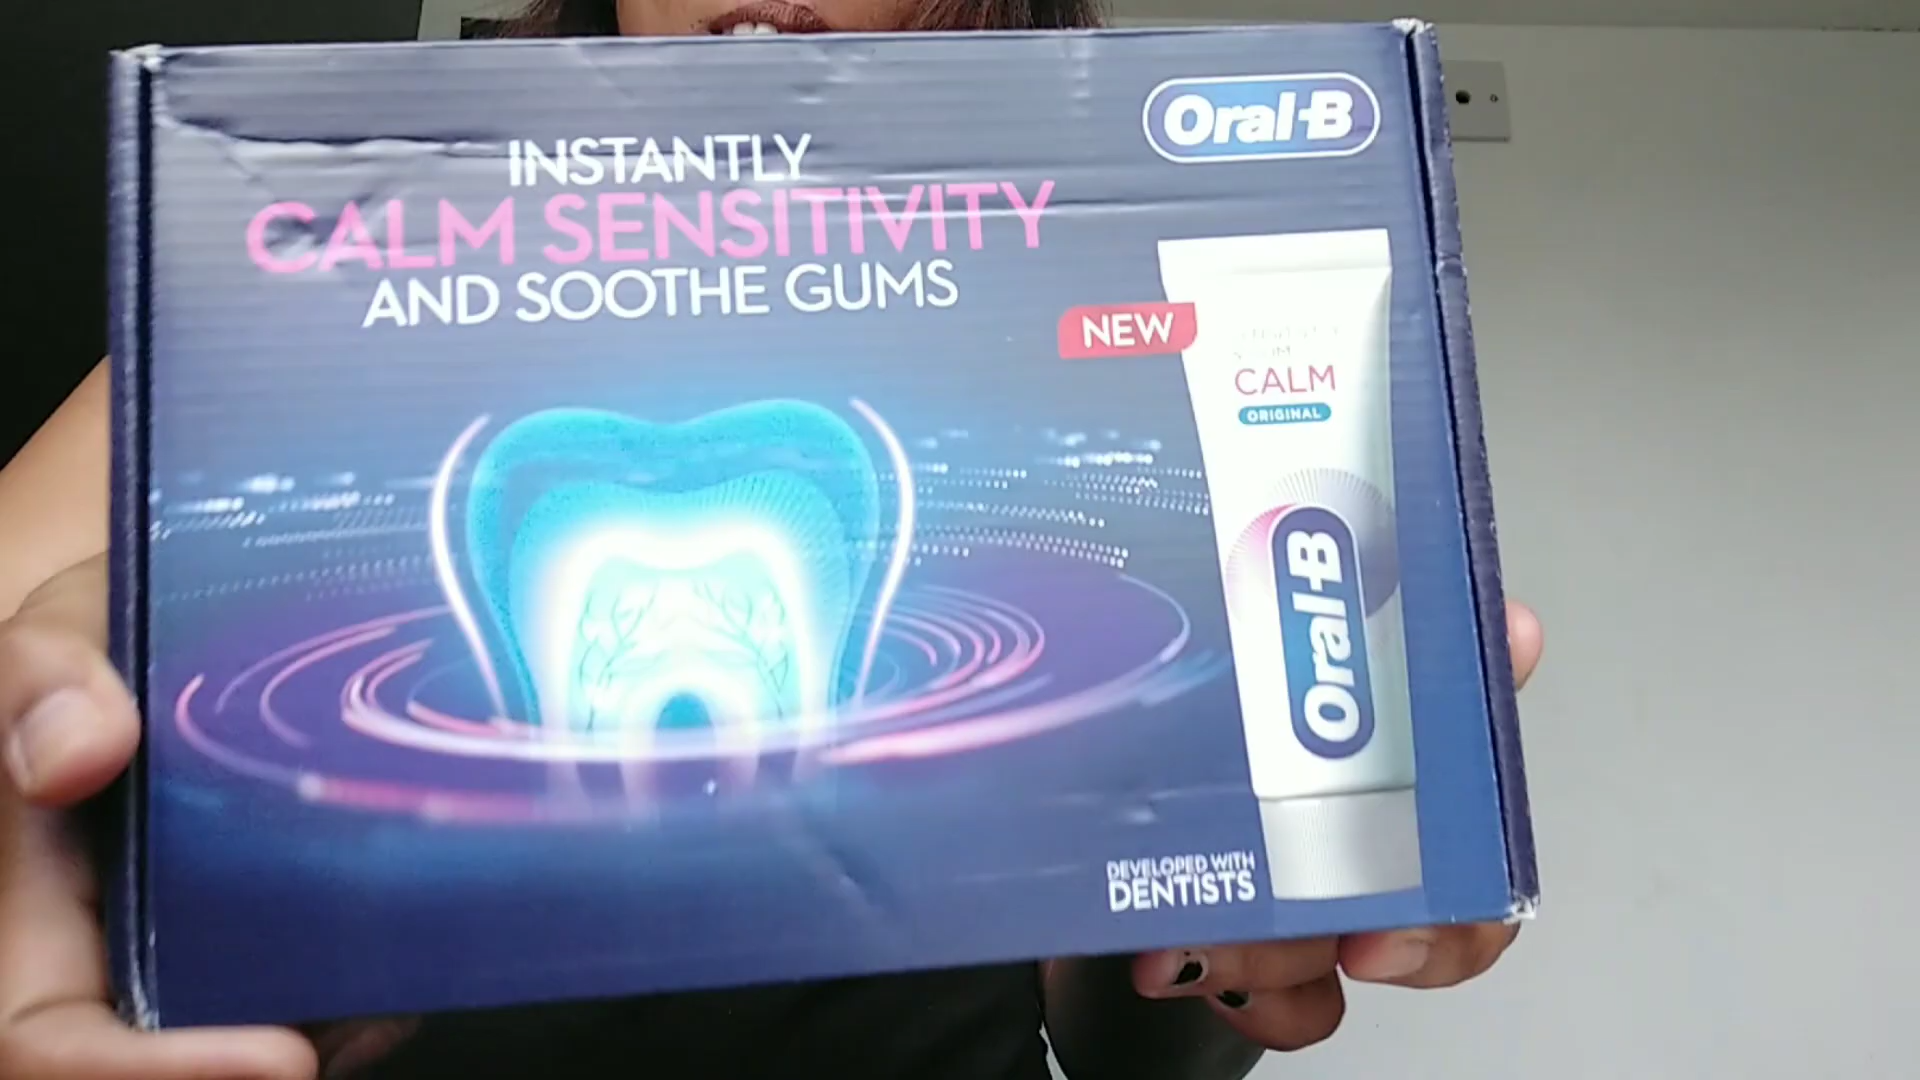 Oral-B
INSTANTLY
CALM SENSITIVITY
AND SOOTHE GUMS
NEW
CALM
ORIGINAL
Oral-B
DEVELOPED WITH
DENTISTS